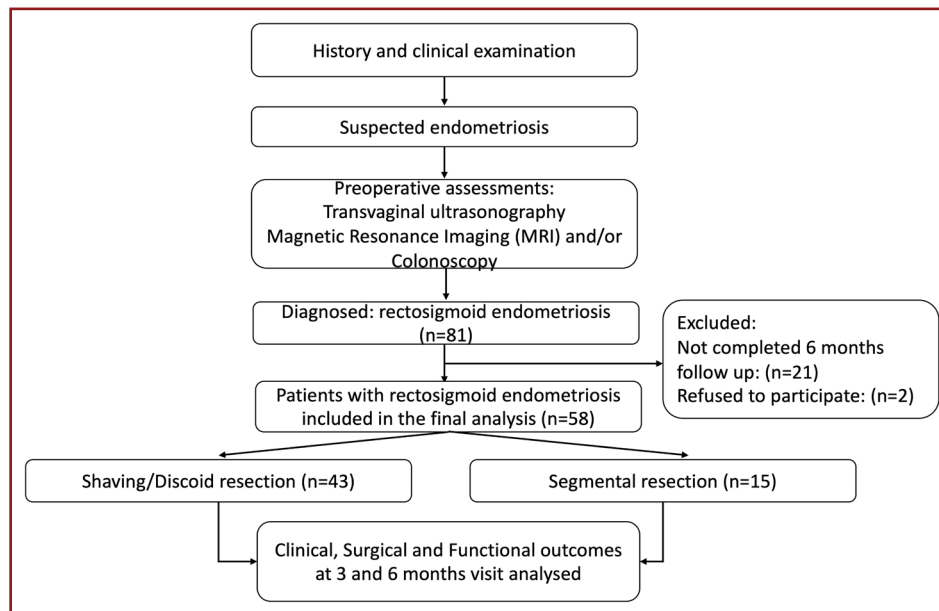 History and clinical examination
Suspected endometriosis
Preoperative assessments:
Transvaginal ultrasonography
Magnetic Resonance Imaging (MRI) and/or
Colonoscopy
Diagnosed: rectosigmoid endometriosis
(n=81)
Excluded:
Not completed 6 months
follow up: (n=21)
Refused to participate: (n=2)
Patients with rectosigmoid endometriosis
included in the final analysis (n=58)
Shaving/Discoid resection (n=43)
Segmental resection (n=15)
Clinical, Surgical and Functional outcomes
at 3 and 6 months visit analysed